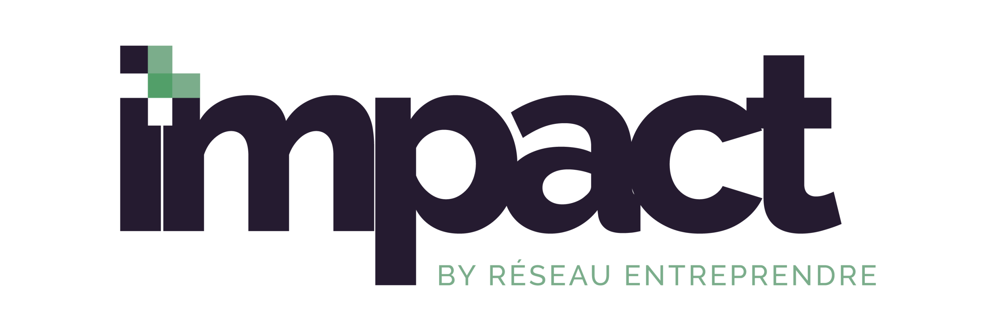 impact
BY RÉSEAU ENTREPRENDRE